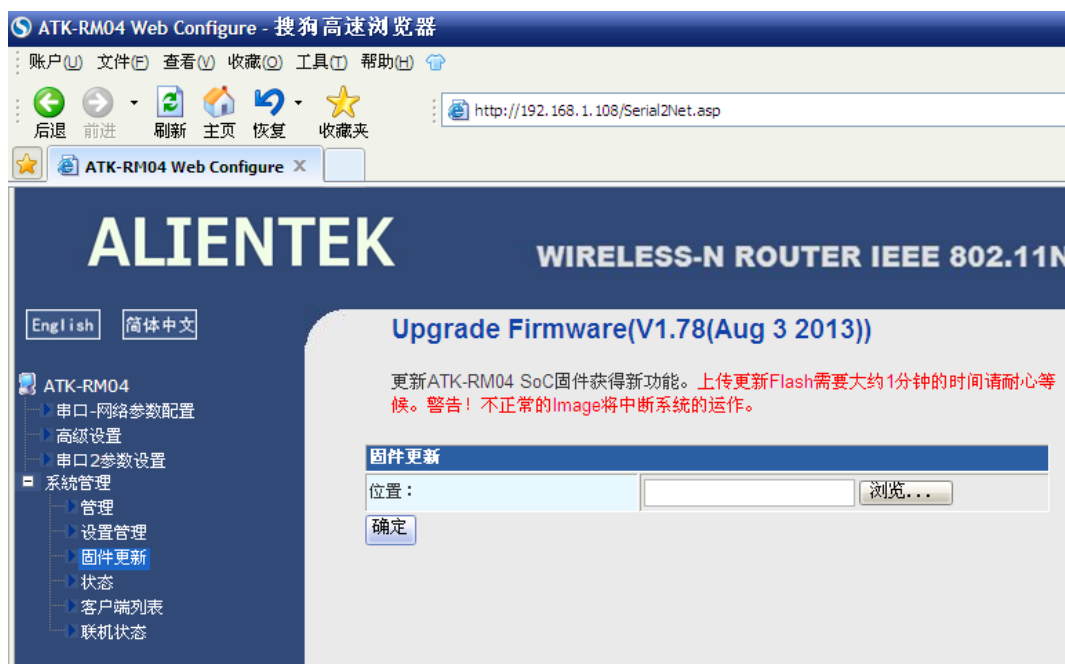 ATK-RM04 Web Configure - 搜狗高速浏览器
账户(U) 文件(F) 查看(V) 收藏(O) 工具(T) 帮助(H)
后退 前进 刷新 主页 恢复 收藏夹
http://192.168.1.108/Serial2Net.asp
ATK-RM04 Web Configure X
ALIENTEK
WIRELESS-N ROUTER IEEE 802.11N
English 简体中文
ATK-RM04
串口-网络参数配置
高级设置
串口2参数设置
系统管理
管理
设置管理
固件更新
状态
客户端列表
联机状态
Upgrade Firmware(V1.78(Aug 3 2013))
更新ATK-RM04 SoC固件获得新功能。上传更新Flash需要大约1分钟的时间请耐心等
候。警告！不正常的Image将中断系统的运作。
固件更新
位置：
浏览...
确定